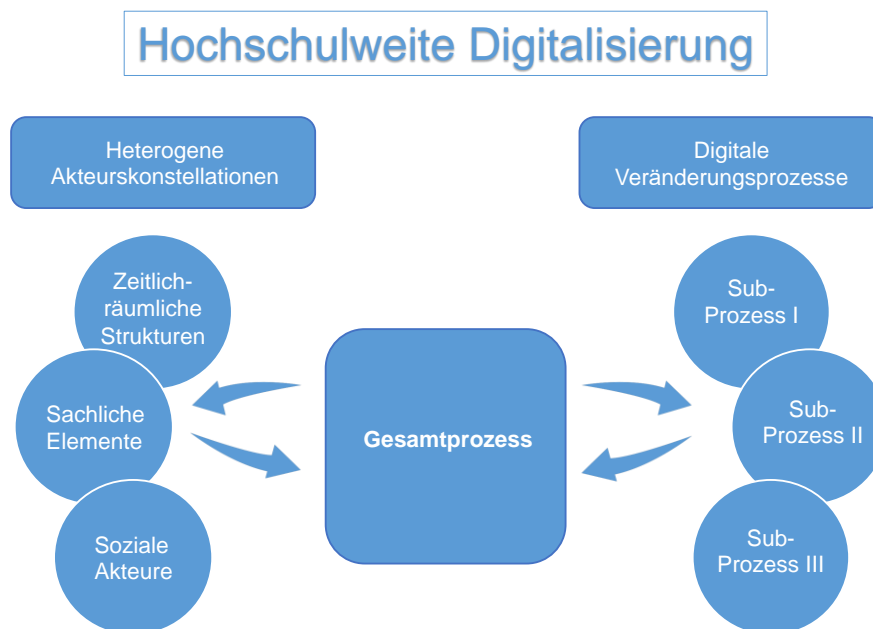 Hochschulweite Digitalisierung
Heterogene
Akteurskonstellationen
Digitale
Veränderungsprozesse
Zeitlich-
räumliche
Strukturen
Sachliche
Elemente
Soziale
Akteure
Gesamtprozess
Sub-
Prozess I
Sub-
Prozess II
Sub-
Prozess III